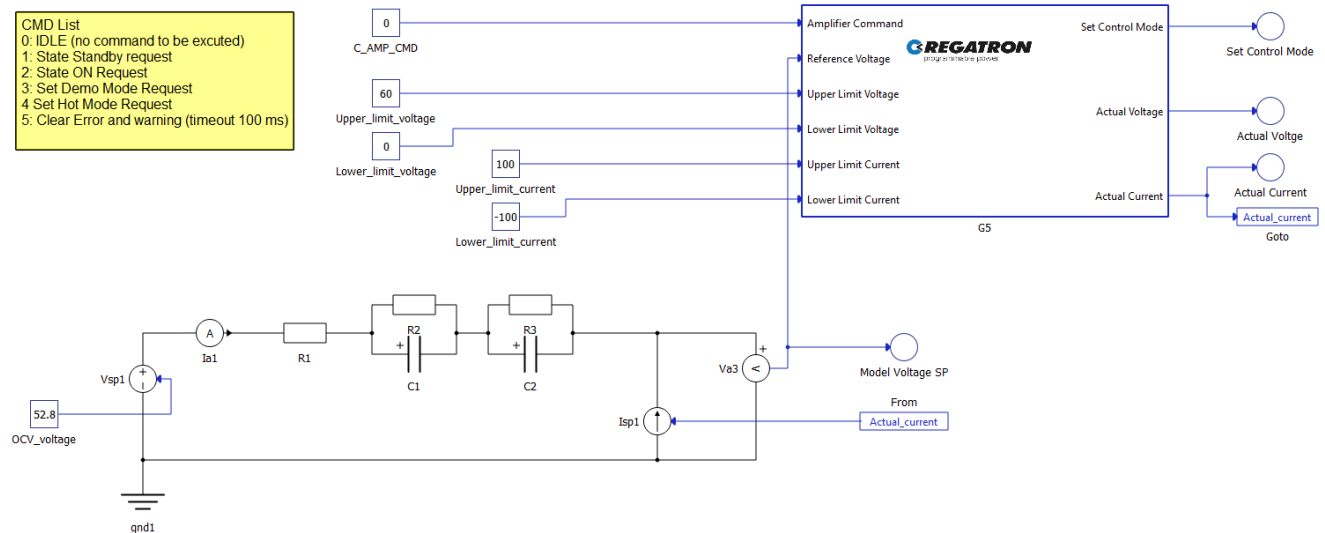 CMD List
0: IDLE (no command to be excuted)
1: State Standby request
2: State ON Request
3: Set Demo Mode Request
4 Set Hot Mode Request
5: Clear Error and warning (timeout 100 ms)
0
C_AMP_CMD
60
Upper_limit_voltage
0
Lower_limit_voltage
100
Upper_limit_current
-100
Lower_limit_current
Amplifier Command
Reference Voltage
Upper Limit Voltage
Lower Limit Voltage
Upper Limit Current
Lower Limit Current
REGATRON
programmable power
Set Control Mode
Actual Voltage
Actual Current
G5
Set Control Mode
Actual Voltge
Actual Current
Actual_current
Goto
A
Ia1
R1
R2
+
C1
R3
+
C2
Vsp1
+
−
52.8
OCV_voltage
Isp1
Va3
+
V
Model Voltage SP
From
Actual_current
gnd1